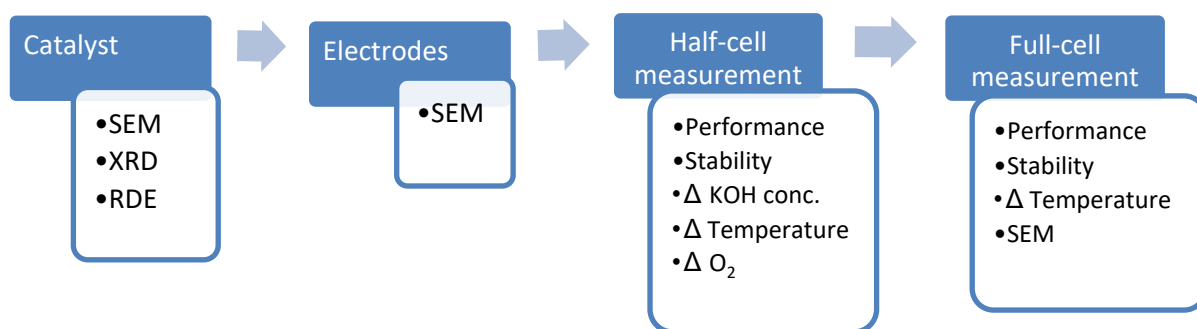 Catalyst
•SEM
•XRD
•RDE
Electrodes
•SEM
Half-cell
measurement
•Performance
•Stability
•Δ KOH conc.
•Δ Temperature
•Δ O₂
Full-cell
measurement
•Performance
•Stability
•Δ Temperature
•SEM